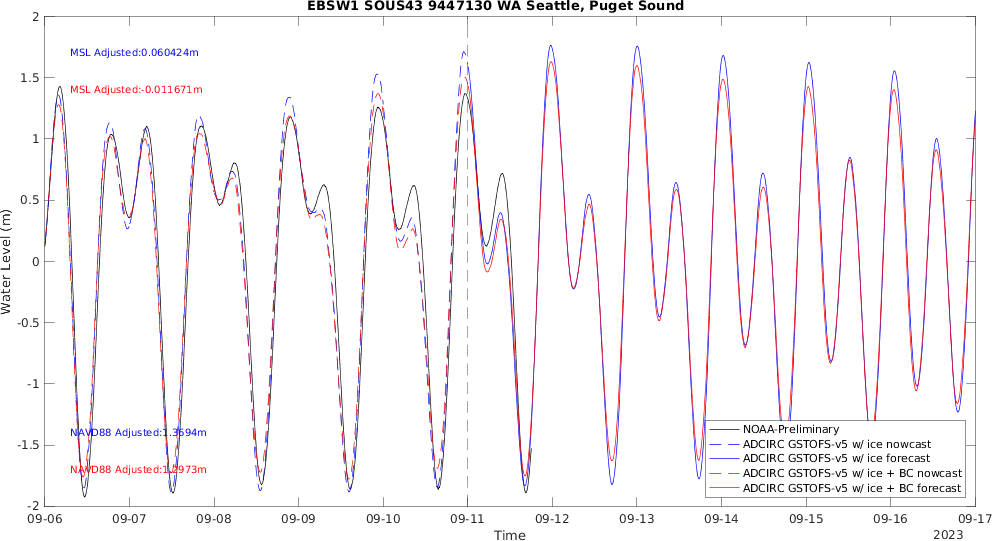 EBSW1 SOUS43 9447130 WA Seattle, Puget Sound
2
1.5
1
0.5
0
-0.5
-1
-1.5
-2
Water Level (m)
MSL Adjusted:0.060424m
MSL Adjusted:-0.011671m
NAVD88 Adjusted:1.3694m
NAVD88 Adjusted:1.2973m
NOAA-Preliminary
ADCIRC GSTOFS-v5 w/ ice nowcast
ADCIRC GSTOFS-v5 w/ ice forecast
ADCIRC GSTOFS-v5 w/ ice + BC nowcast
ADCIRC GSTOFS-v5 w/ ice + BC forecast
09-06 09-07 09-08 09-09 09-10 09-11 09-12 09-13 09-14 09-15 09-16 09-17
Time
2023